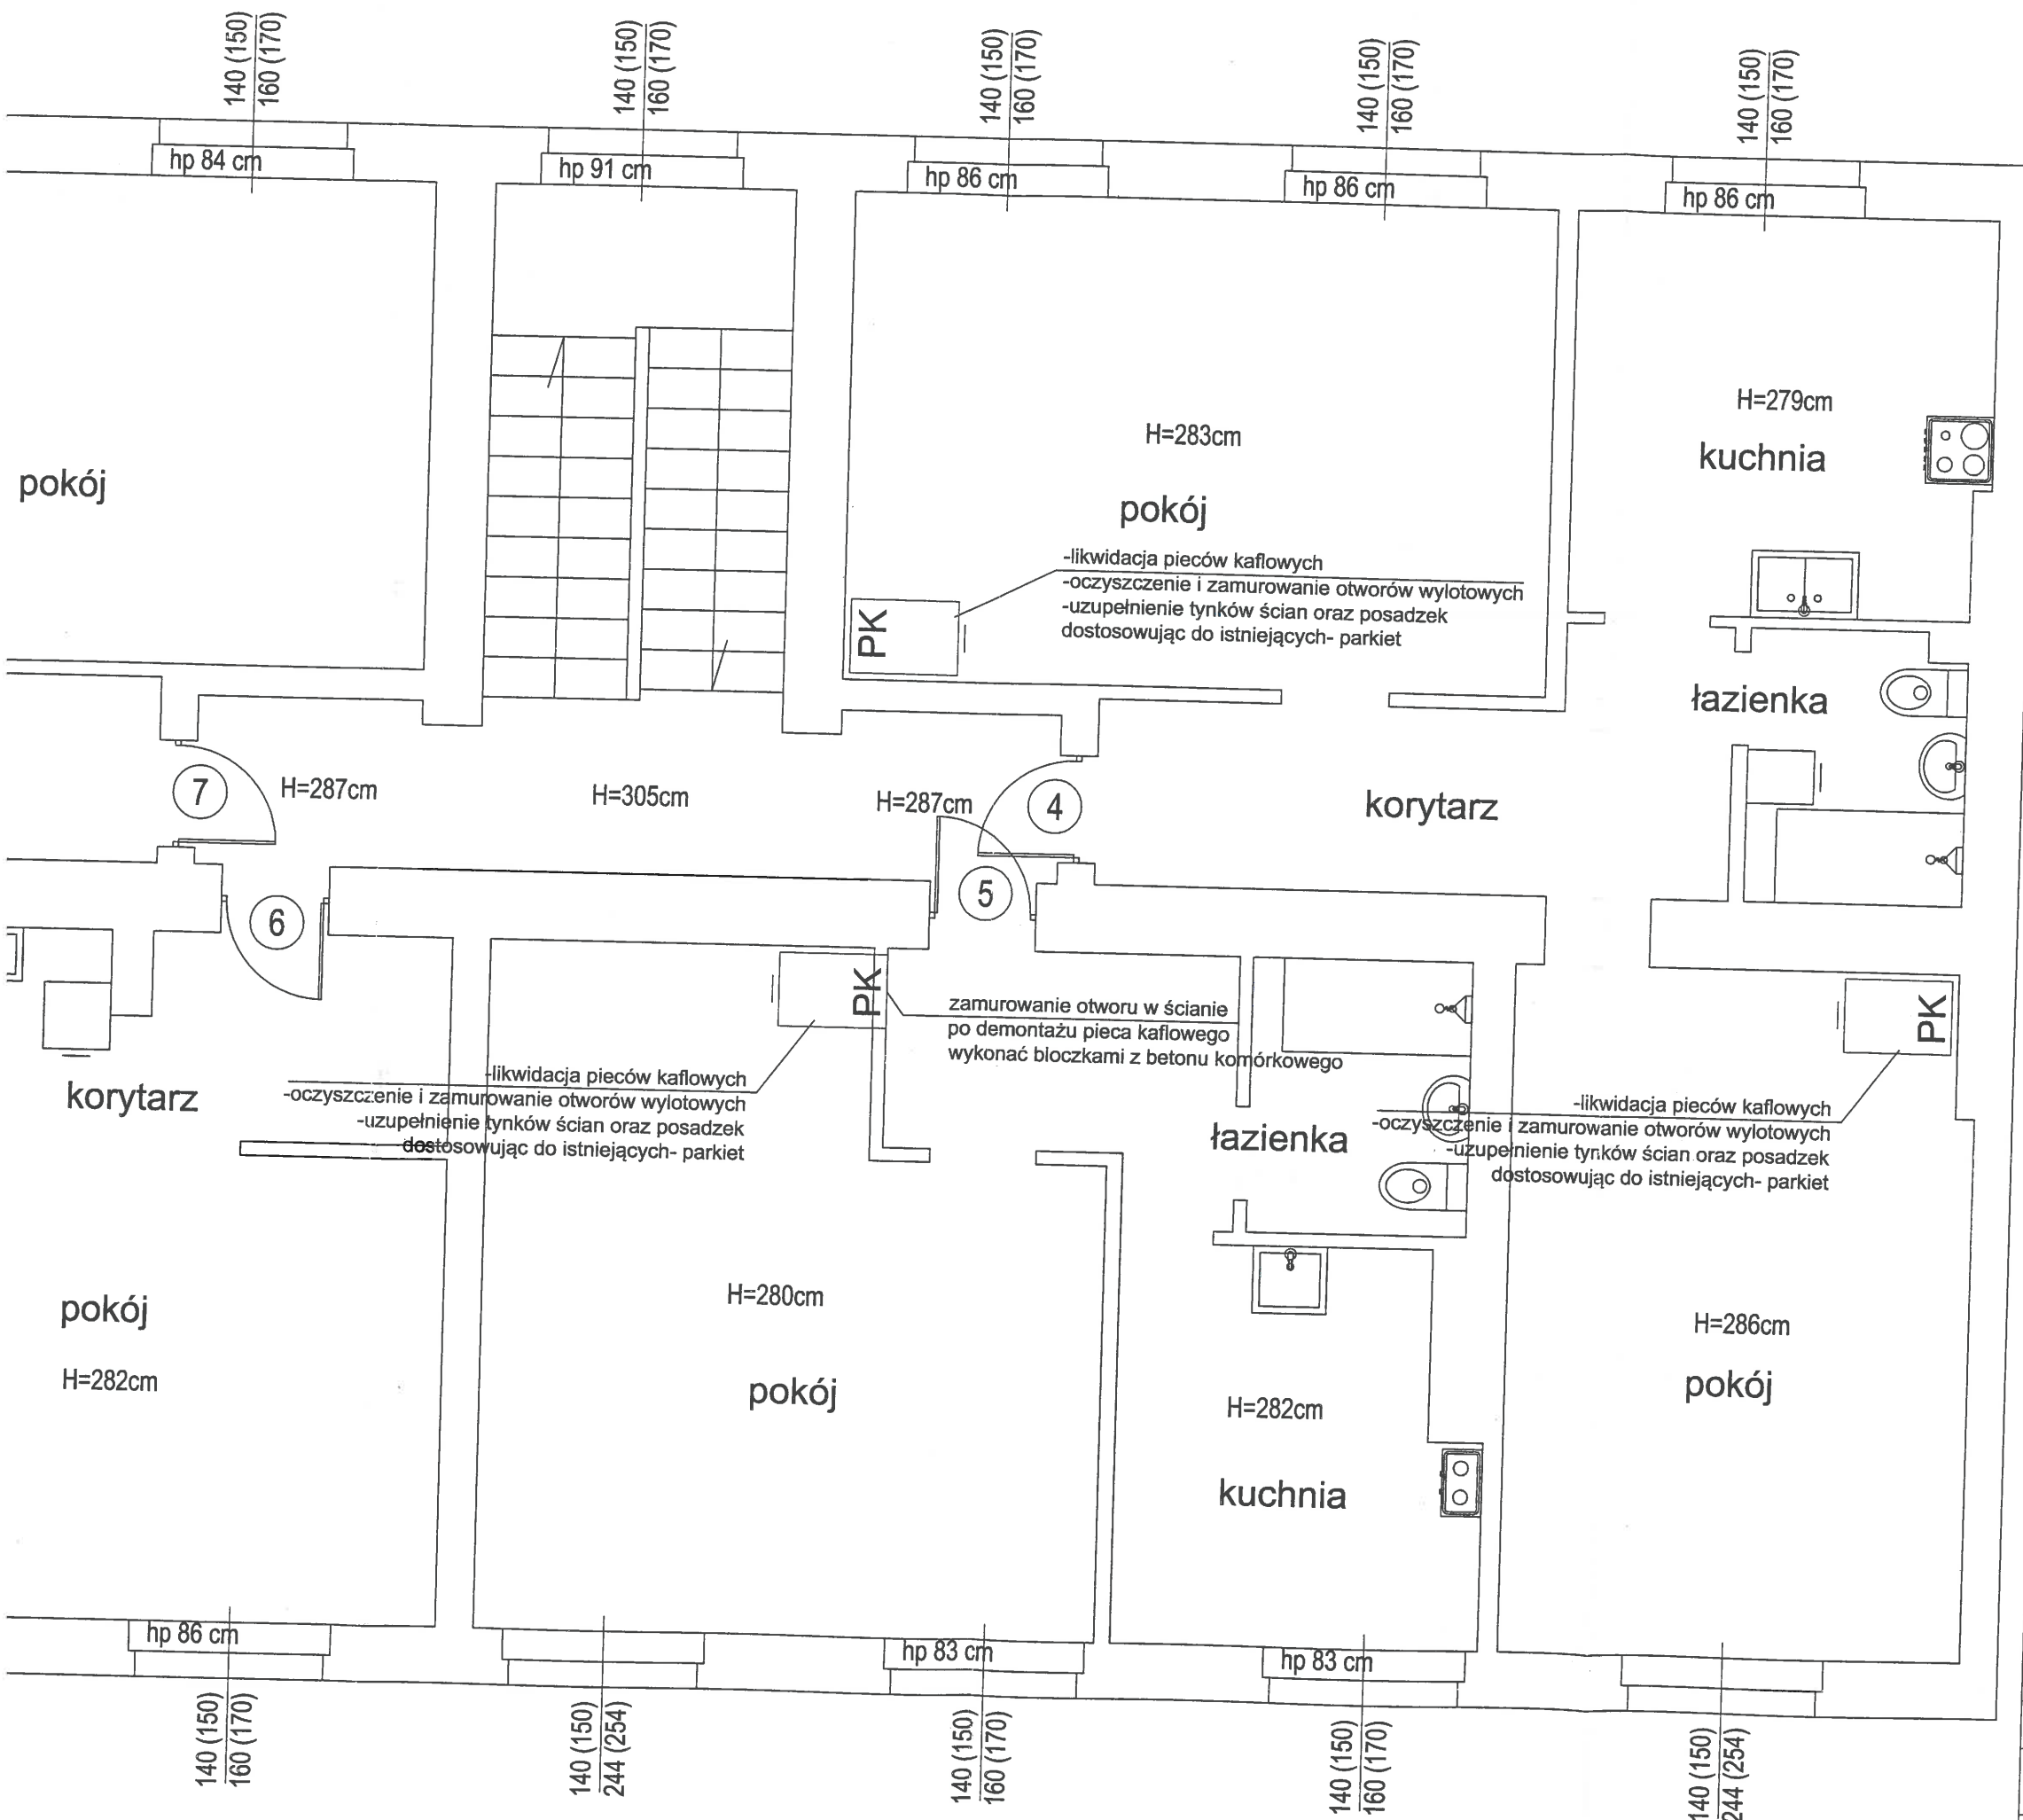 140 (150)
160 (170)
140 (150)
160 (170)
140 (150)
160 (170)
140 (150)
160 (170)
140 (150)
160 (170)
hp 84 cm
hp 91 cm
hp 86 cm
hp 86 cm
hp 86 cm
H=279cm
kuchnia
H=283cm
pokój
pokój
-likwidacja pieców kaflowych
-oczyszczenie i zamurowanie otworów wylotowych
-uzupełnienie tynków ścian oraz posadzek
dostosowując do istniejących- parkiet
PK
łazienka
7
H=287cm
H=305cm
H=287cm
4
korytarz
5
6
PK
zamurowanie otworu w ścianie
po demontażu pieca kaflowego
wykonać bloczkami z betonu komórkowego
PK
korytarz
-likwidacja pieców kaflowych
-oczyszczenie i zamurowanie otworów wylotowych
-uzupełnienie tynków ścian oraz posadzek
dostosowując do istniejących- parkiet
łazienka
-likwidacja pieców kaflowych
-oczyszczenie i zamurowanie otworów wylotowych
-uzupełnienie tynków ścian oraz posadzek
dostosowując do istniejących- parkiet
pokój
H=282cm
H=280cm
pokój
H=282cm
kuchnia
H=286cm
pokój
hp 86 cm
hp 83 cm
hp 83 cm
140 (150)
160 (170)
140 (150)
244 (254)
140 (150)
160 (170)
140 (150)
160 (170)
140 (150)
244 (254)